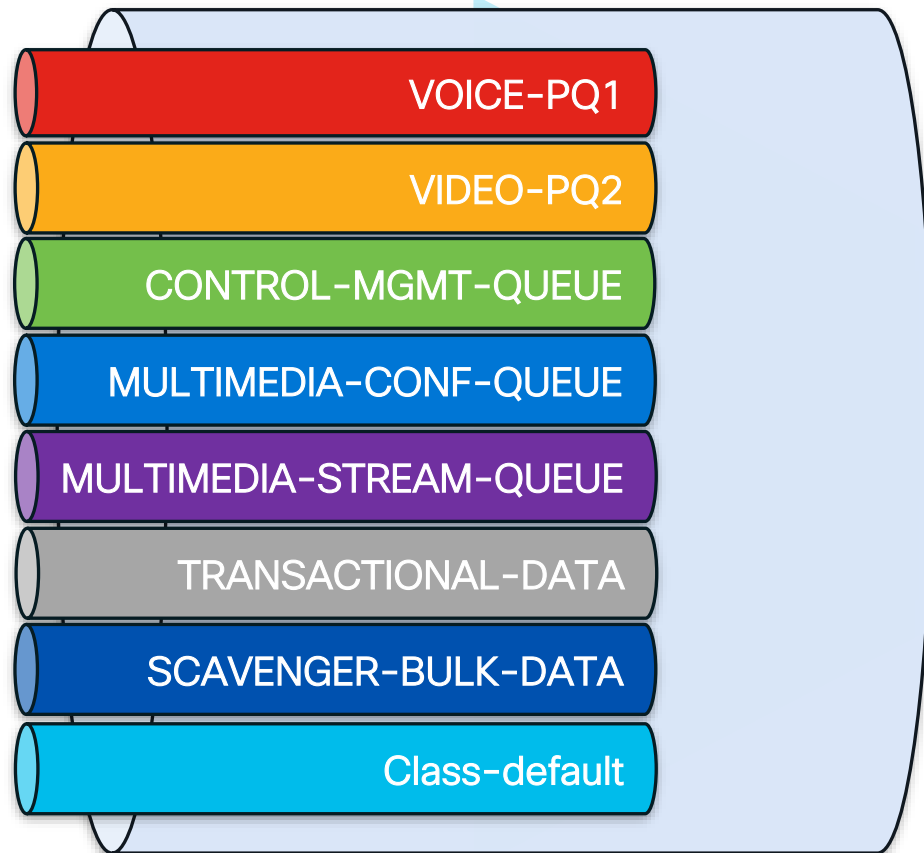 VOICE-PQ1
VIDEO-PQ2
CONTROL-MGMT-QUEUE
MULTIMEDIA-CONF-QUEUE
MULTIMEDIA-STREAM-QUEUE
TRANSACTIONAL-DATA
SCAVENGER-BULK-DATA
Class-default